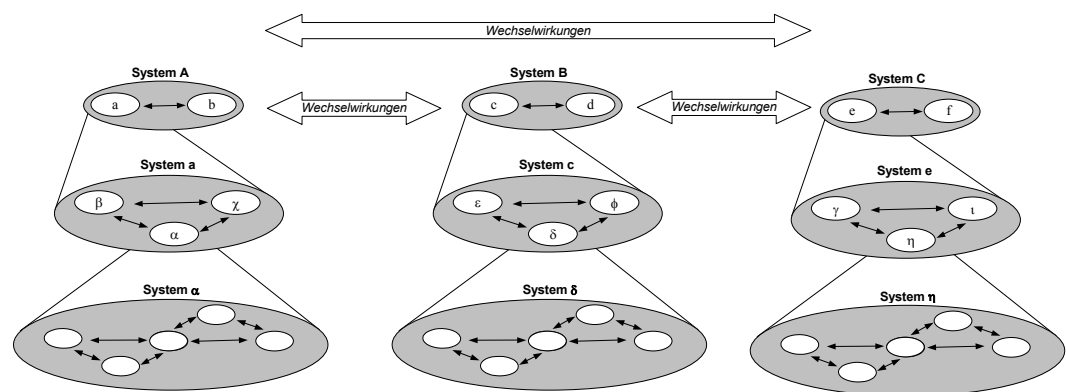 Wechselwirkungen
System A
System B
System C
a
b
Wechselwirkungen
c
d
Wechselwirkungen
e
f
System a
System c
System e
β
χ
α
ε
ϕ
δ
γ
ι
η
System α
System δ
System η